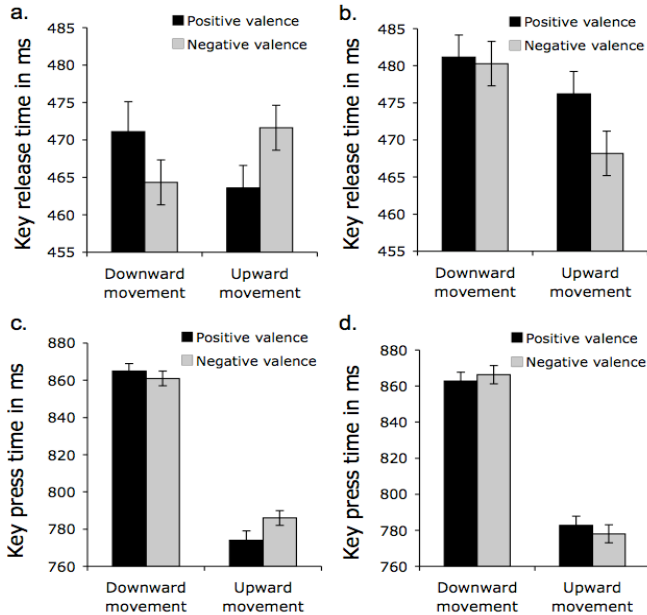 a.
Positive valence
Negative valence
Key release time in ms
485
480
475
470
465
460
455
Downward movement
Upward movement
b.
Positive valence
Negative valence
Key release time in ms
485
480
475
470
465
460
455
Downward movement
Upward movement
c.
Positive valence
Negative valence
Key press time in ms
860
840
820
800
780
760
Downward movement
Upward movement
d.
Positive valence
Negative valence
Key press time in ms
880
860
840
820
800
780
760
Downward movement
Upward movement